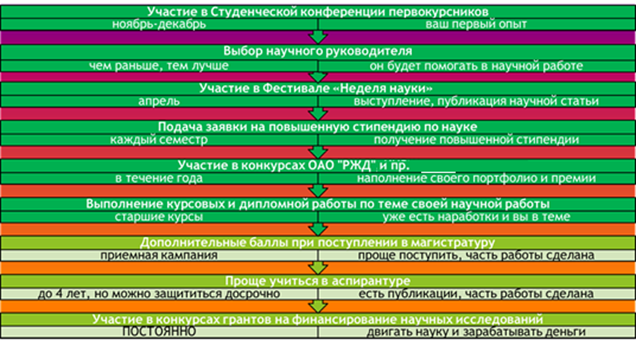 Участие в Студенческой конференции первокурсников
ноябрь-декабрь ваш первый опыт
Выбор научного руководителя
чем раньше, тем лучше он будет помогать в научной работе
Участие в Фестивале «Неделя науки»
апрель выступление, публикация научной статьи
Подача заявки на повышенную стипендию по науке
каждый семестр получение повышенной стипендии
Участие в конкурсах ОАО "РЖД" и пр.
в течение года наполнение своего портфолио и премии
Выполнение курсовых и дипломной работы по теме своей научной работы
старшие курсы уже есть наработки и вы в теме
Дополнительные баллы при поступлении в магистратуру
приемная кампания проще поступить, часть работы сделана
Проще учиться в аспирантуре
до 4 лет, но можно защититься досрочно есть публикации, часть работы сделана
Участие в конкурсах грантов на финансирование научных исследований
ПОСТОЯННО двигать науку и зарабатывать деньги